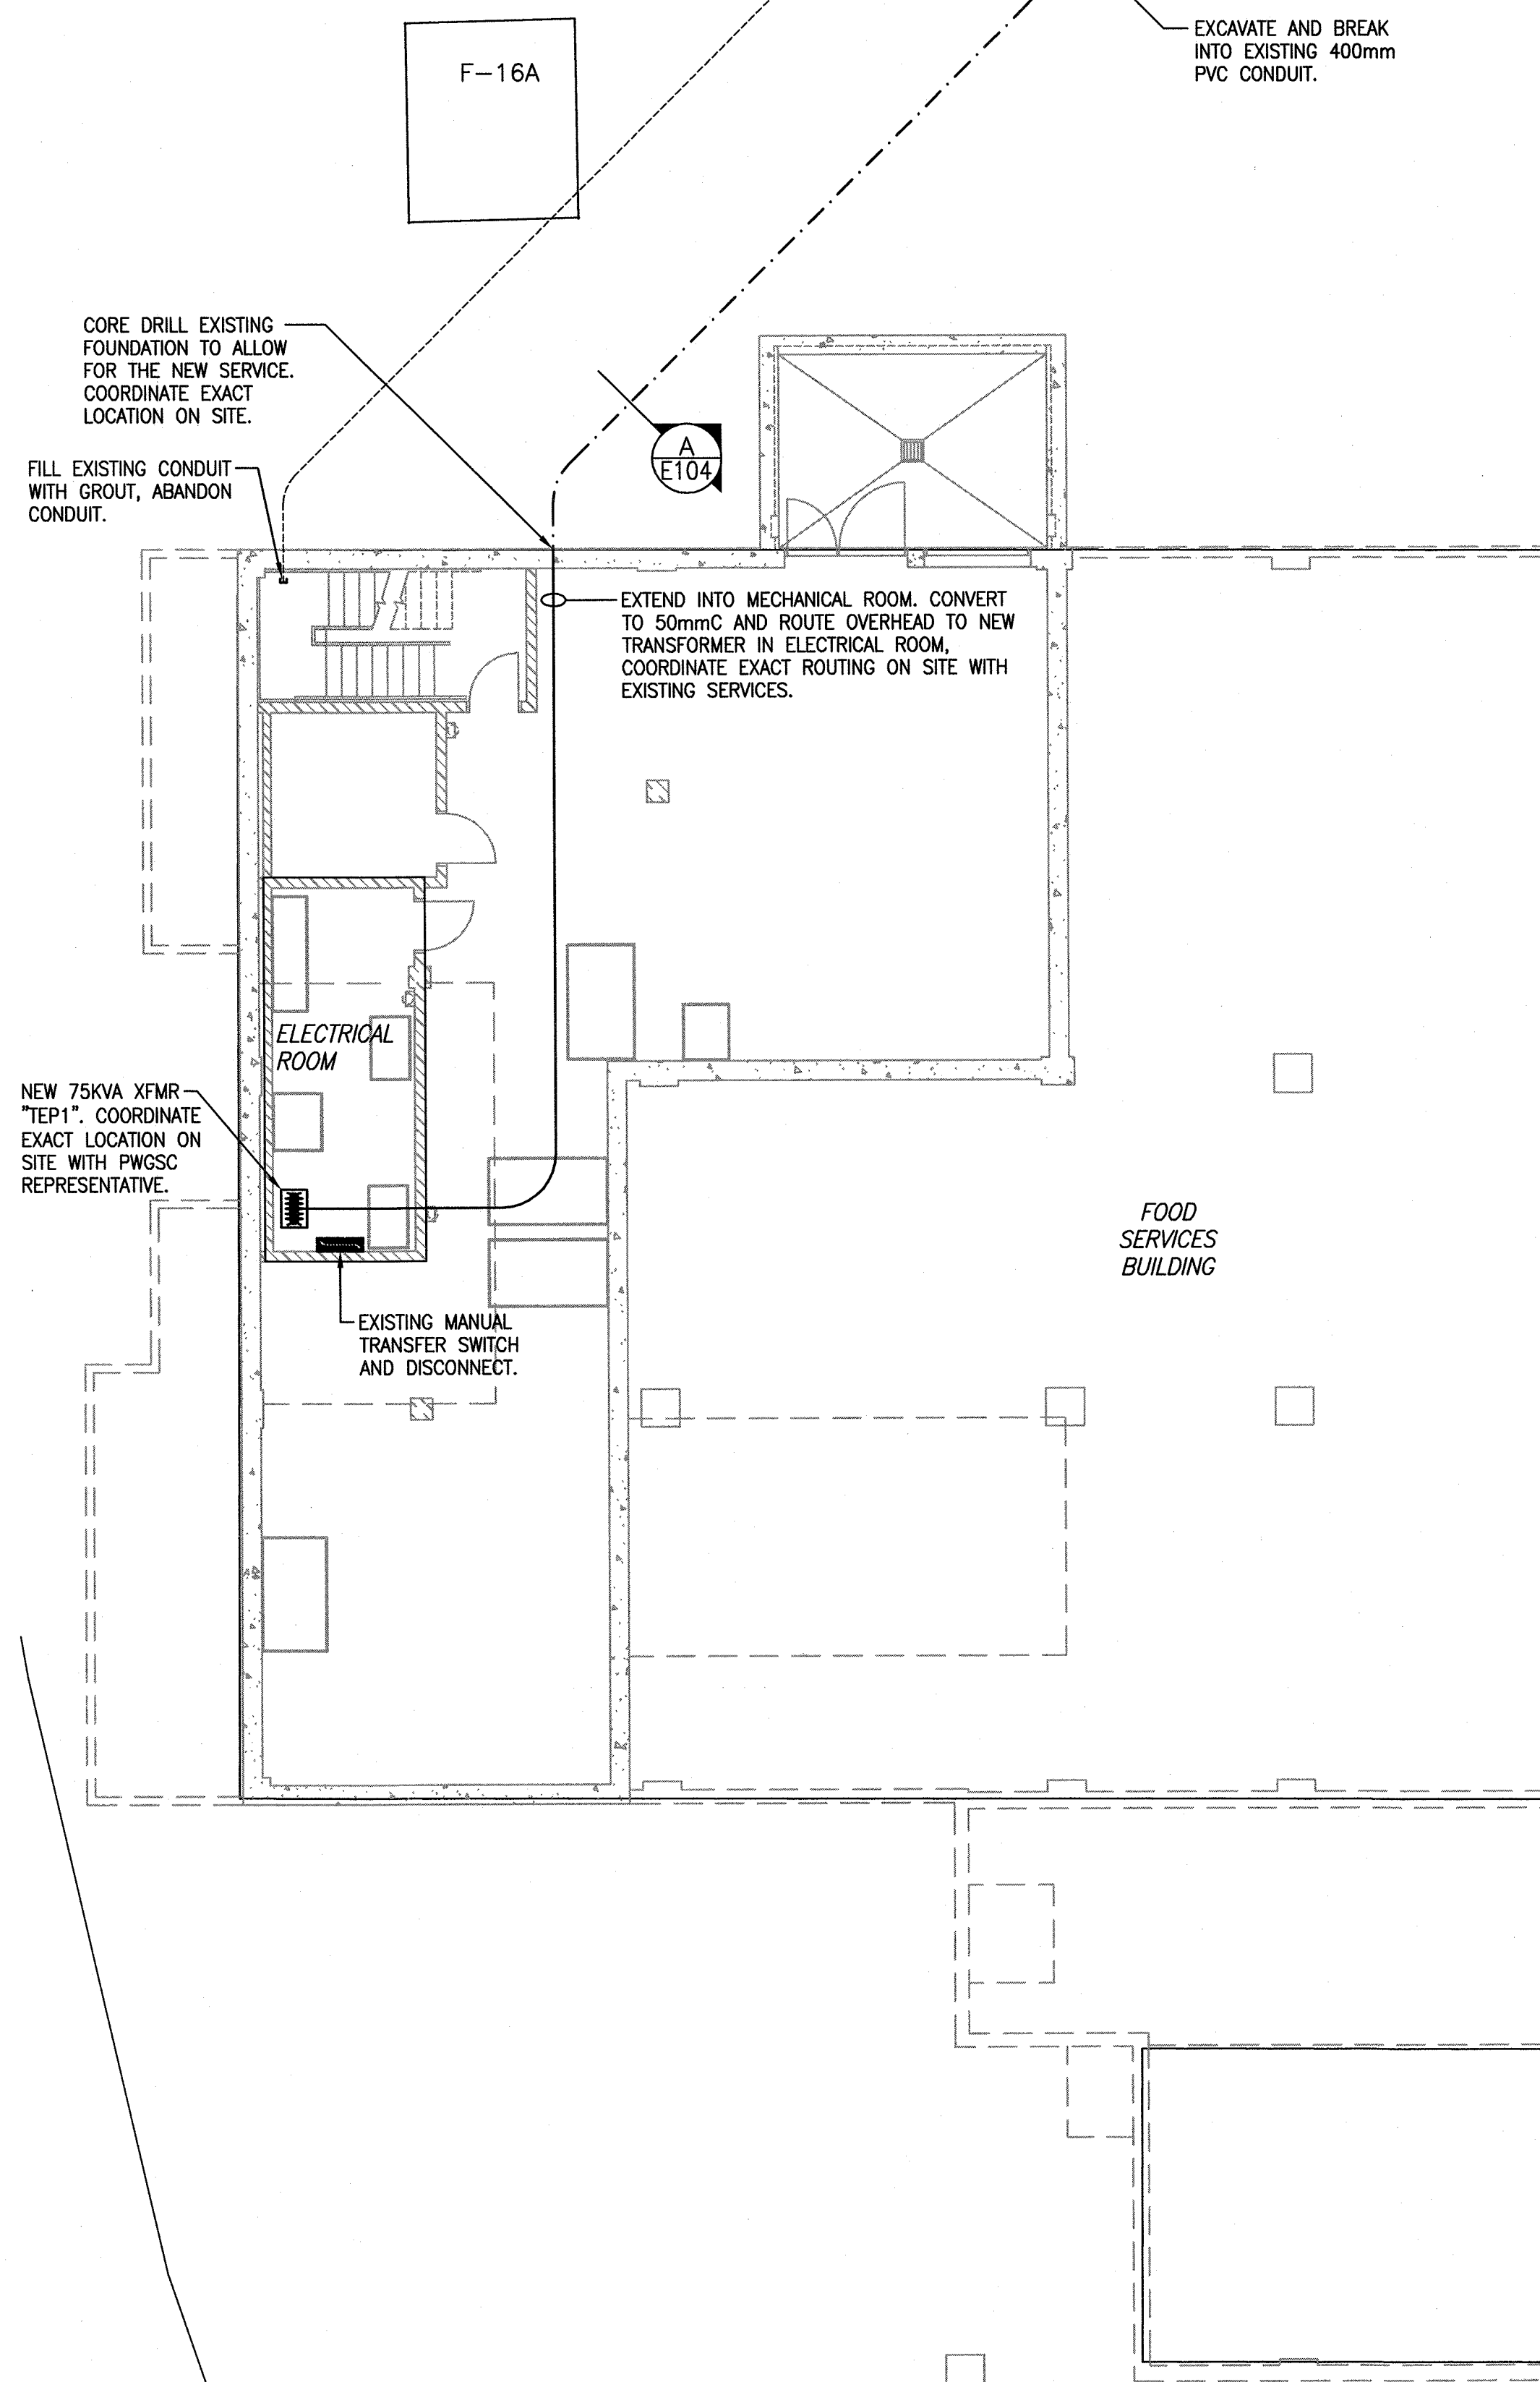 EXCAVATE AND BREAK
INTO EXISTING 400mm
PVC CONDUIT.
F-16A
CORE DRILL EXISTING
FOUNDATION TO ALLOW
FOR THE NEW SERVICE.
COORDINATE EXACT
LOCATION ON SITE.
A
E104
FILL EXISTING CONDUIT
WITH GROUT, ABANDON
CONDUIT.
EXTEND INTO MECHANICAL ROOM. CONVERT
TO 50mmC AND ROUTE OVERHEAD TO NEW
TRANSFORMER IN ELECTRICAL ROOM,
COORDINATE EXACT ROUTING ON SITE WITH
EXISTING SERVICES.
ELECTRICAL
ROOM
NEW 75KVA XFMR
"TEP1". COORDINATE
EXACT LOCATION ON
SITE WITH PWGSC
REPRESENTATIVE.
FOOD
SERVICES
BUILDING
EXISTING MANUAL
TRANSFER SWITCH
AND DISCONNECT.